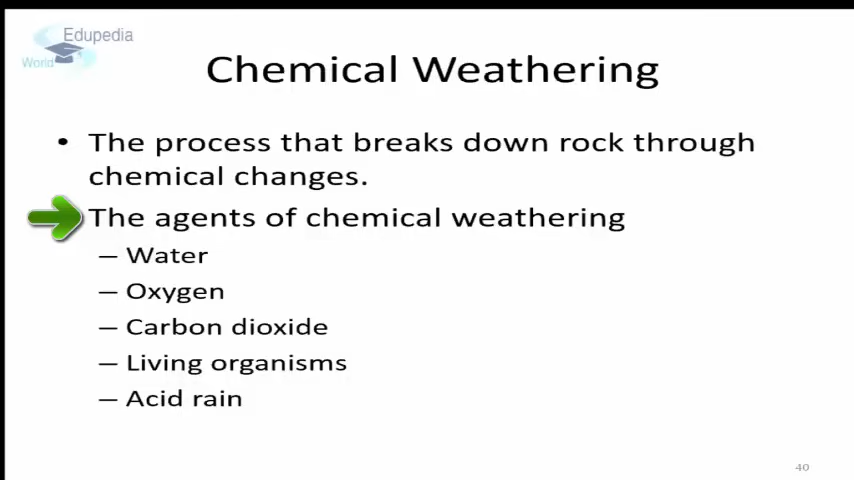 Edupedia
World
Chemical Weathering
• The process that breaks down rock through
chemical changes.
The agents of chemical weathering
– Water
– Oxygen
– Carbon dioxide
– Living organisms
– Acid rain
40